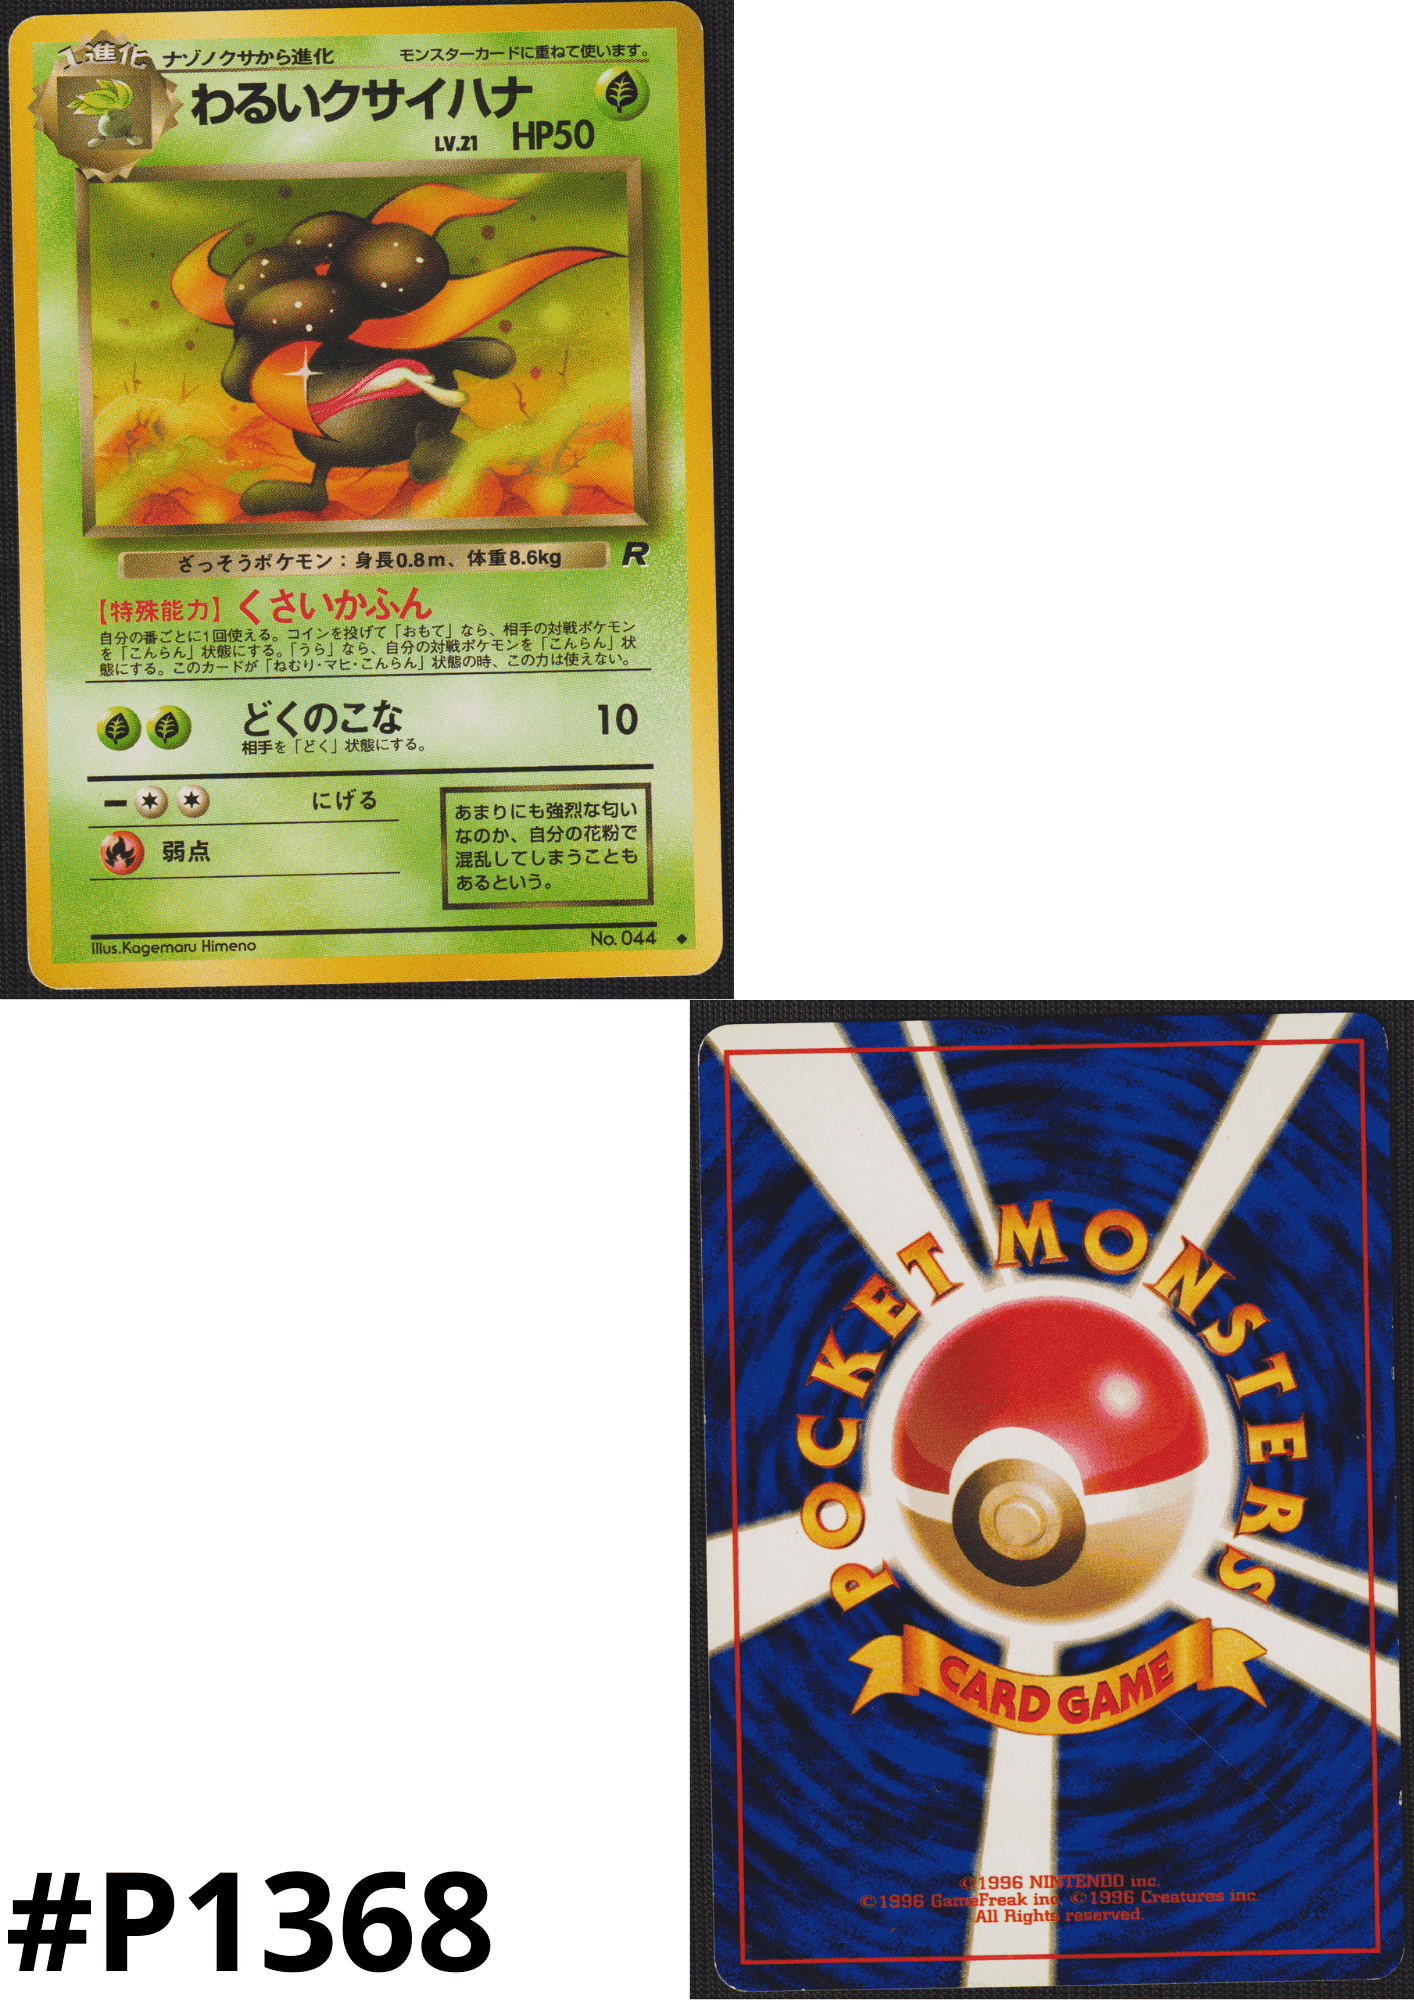 1進化
ナゾノクサから進化
モンスターカードに重ねて使います。
わるいクサイハナ
LV.21 HP50
ざっそうポケモン：身長0.8m、体重8.6kg
R
【特殊能力】くさいかふん
自分の番ごとに1回使える。コインを投げて「おもて」なら、相手の対戦ポケモン
を「こんらん」状態にする。「うら」なら、自分の対戦ポケモンを「こんらん」状
態にする。このカードが「ねむり・マヒ・こんらん」状態の時、この力は使えない。
どくのこな 10
相手を「どく」状態にする。
にげる
弱点
あまりにも強烈な匂い
なのか、自分の花粉で
混乱してしまうことも
あるという。
Illus.Kagemaru Himeno
No. 044
POCKET MONSTERS
CARD GAME
©1996 NINTENDO inc.
©1996 GameFreak inc. ©1996 Creatures inc.
All Rights reserved.
#P1368